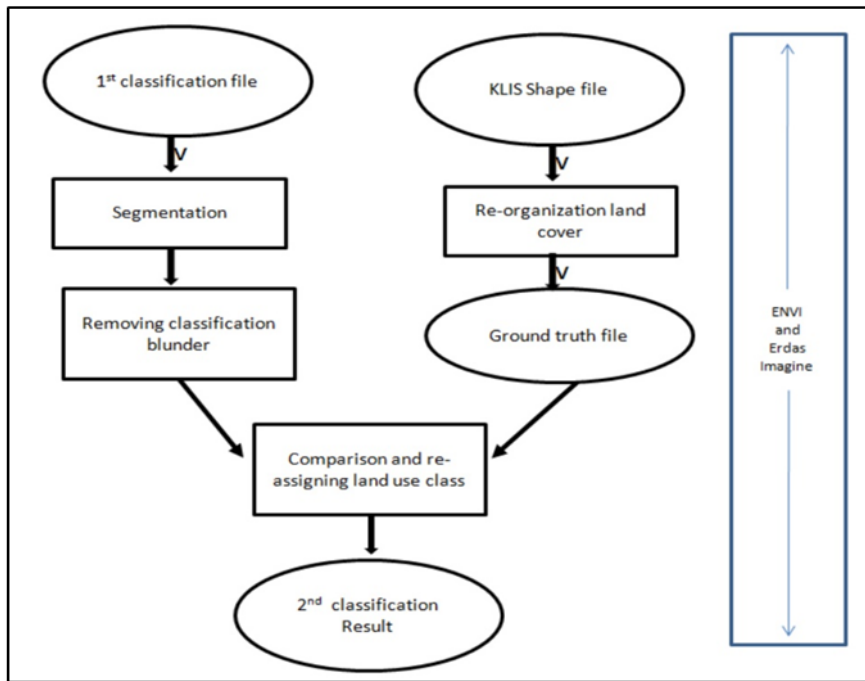 1st classification file
KLIS Shape file
V
V
Segmentation
Re-organization land
cover
V
Removing classification
blunder
Ground truth file
Comparison and re-
assigning land use class
2nd classification
Result
ENVI
and
Erdas
Imagine